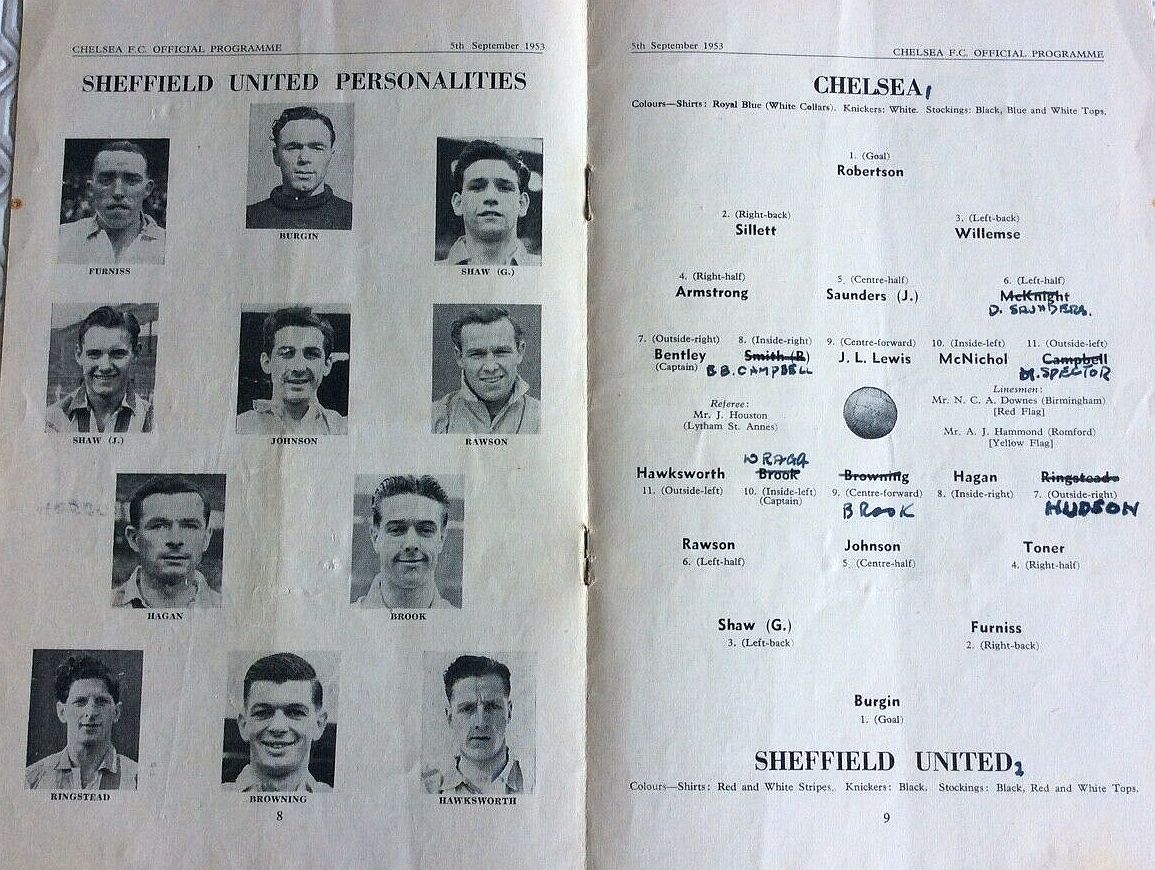 CHELSEA F.C. OFFICIAL PROGRAMME 5th September 1953
SHEFFIELD UNITED PERSONALITIES
FURNISS
BURGIN
SHAW (G.)
SHAW (J.)
JOHNSON
RAWSON
HAGAN
BROOK
RINGSTEAD
BROWNING
HAWKSWORTH
8
5th September 1953 CHELSEA F.C. OFFICIAL PROGRAMME
CHELSEA 1
Colours—Shirts: Royal Blue (White Collars). Knickers: White. Stockings: Black, Blue and White Tops.
1. (Goal)
Robertson
2. (Right-back) 3. (Left-back)
Sillett Willemse
4. (Right-half) 5. (Centre-half) 6. (Left-half)
Armstrong Saunders (J.) McKnight
D. SAUNDERS.
7. (Outside-right) 8. (Inside-right) 9. (Centre-forward) 10. (Inside-left) 11. (Outside-left)
Bentley Smith (R) J. L. Lewis McNichol Campbell
(Captain) BB. CAMPBELL M. SPECTOR
Referee:
Mr. J. Houston
(Lytham St. Annes)
Linesmen:
Mr. N. C. A. Downes (Birmingham)
[Red Flag]
Mr. A. J. Hammond (Romford)
[Yellow Flag]
WRAGG
Hawksworth Brook Browning Hagan Ringstead
11. (Outside-left) 10. (Inside-left) 9. (Centre-forward) 8. (Inside-right) 7. (Outside-right)
(Captain) BROOK HUDSON
Rawson Johnson Toner
6. (Left-half) 5. (Centre-half) 4. (Right-half)
Shaw (G.) Furniss
3. (Left-back) 2. (Right-back)
Burgin
1. (Goal)
SHEFFIELD UNITED 2
Colours—Shirts: Red and White Stripes. Knickers: Black. Stockings: Black, Red and White Tops.
9